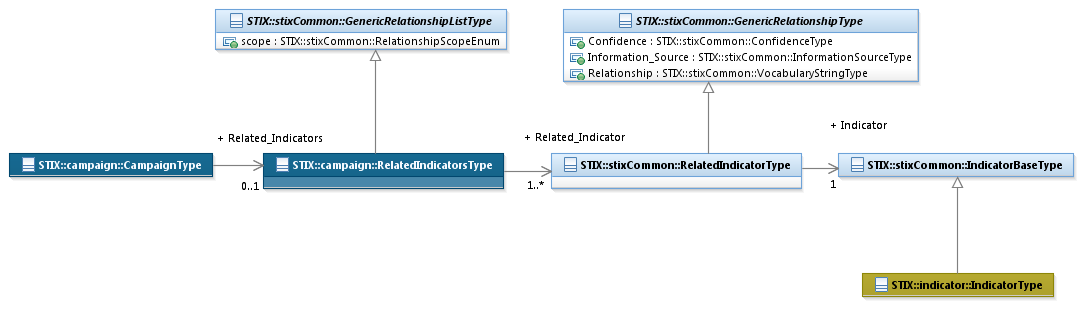 STIX::stixCommon::GenericRelationshipListType
scope : STIX::stixCommon::RelationshipScopeEnum
STIX::stixCommon::GenericRelationshipType
Confidence : STIX::stixCommon::ConfidenceType
Information_Source : STIX::stixCommon::InformationSourceType
Relationship : STIX::stixCommon::VocabularyStringType
+ Related_Indicators
+ Related_Indicator
+ Indicator
STIX::campaign::CampaignType
STIX::campaign::RelatedIndicatorsType
STIX::stixCommon::RelatedIndicatorType
STIX::stixCommon::IndicatorBaseType
0..1
1..*
1
STIX::indicator::IndicatorType